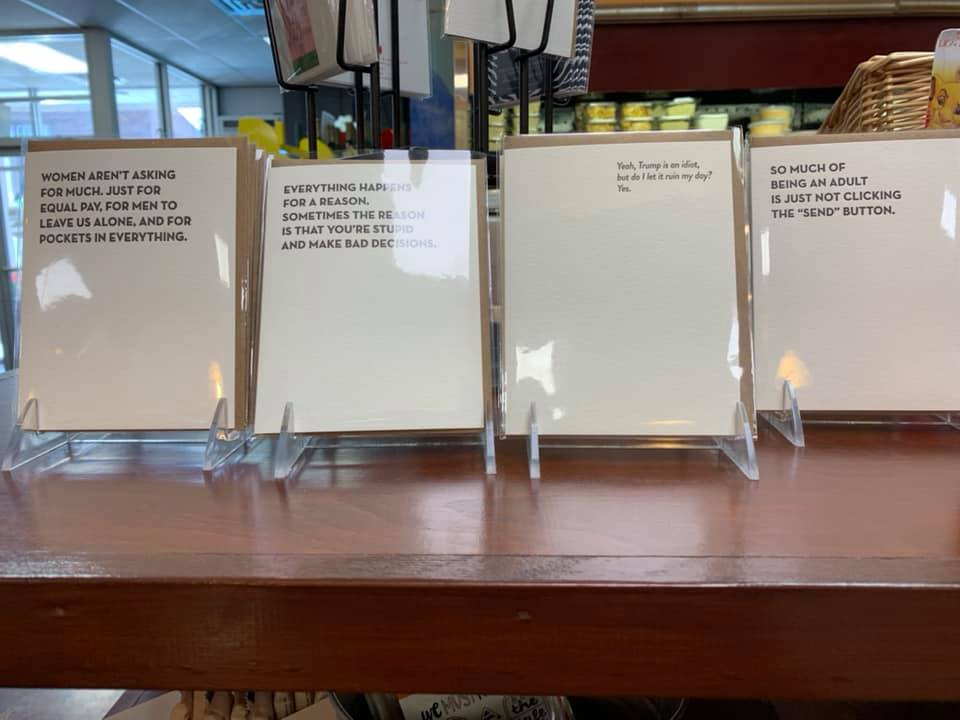 WOMEN AREN'T ASKING
FOR MUCH. JUST FOR
EQUAL PAY, FOR MEN TO
LEAVE US ALONE, AND FOR
POCKETS IN EVERYTHING.
EVERYTHING HAPPENS
FOR A REASON.
SOMETIMES THE REASON
IS THAT YOU'RE STUPID
AND MAKE BAD DECISIONS.
Yeah, Trump is an idiot,
but do I let it ruin my day?
Yes.
SO MUCH OF
BEING AN ADULT
IS JUST NOT CLICKING
THE "SEND" BUTTON.
WE MUST
the